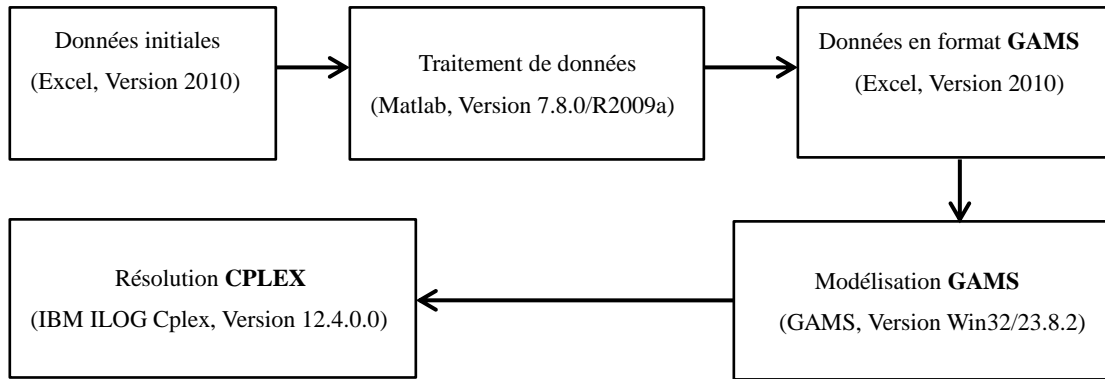 Données initiales
(Excel, Version 2010)
Traitement de données
(Matlab, Version 7.8.0/R2009a)
Données en format GAMS
(Excel, Version 2010)
Modélisation GAMS
(GAMS, Version Win32/23.8.2)
Résolution CPLEX
(IBM ILOG Cplex, Version 12.4.0.0)